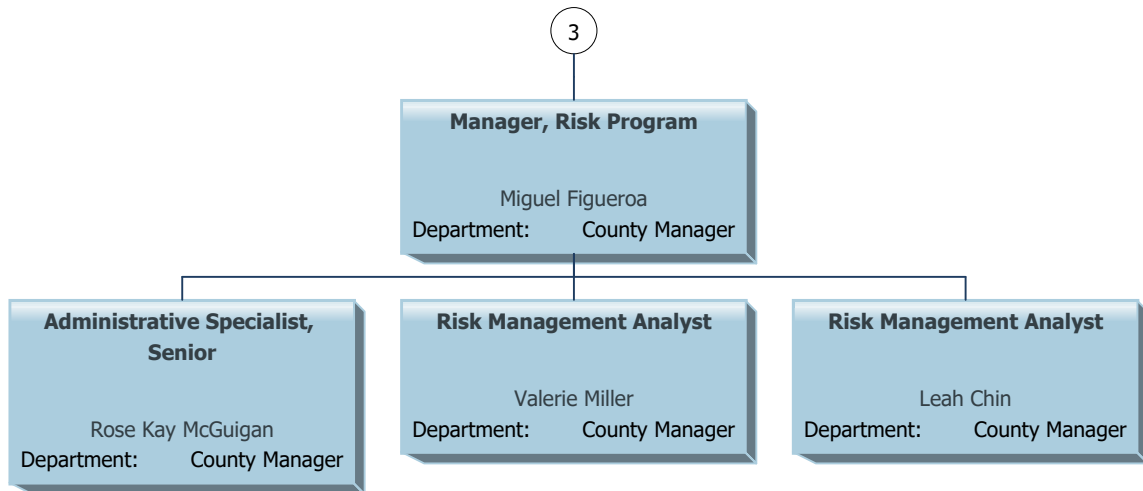 3
Manager, Risk Program
Miguel Figueroa
Department: County Manager
Administrative Specialist,
Senior
Rose Kay McGuigan
Department: County Manager
Risk Management Analyst
Valerie Miller
Department: County Manager
Risk Management Analyst
Leah Chin
Department: County Manager